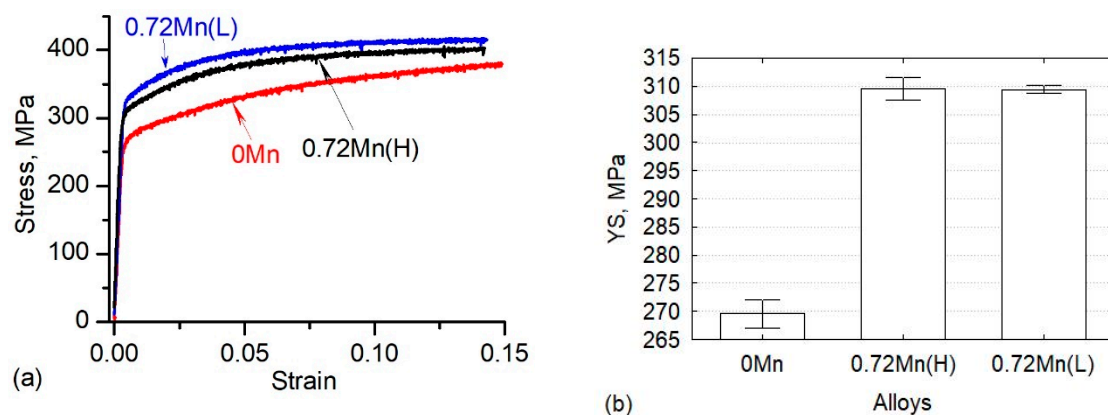 0.72Mn(L)
400
300
200
100
0
Stress, MPa
0Mn
0.72Mn(H)
0.00
0.05
0.10
0.15
Strain
(a)
315
310
305
300
295
290
285
280
275
270
265
YS, MPa
0Mn
0.72Mn(H)
0.72Mn(L)
Alloys
(b)